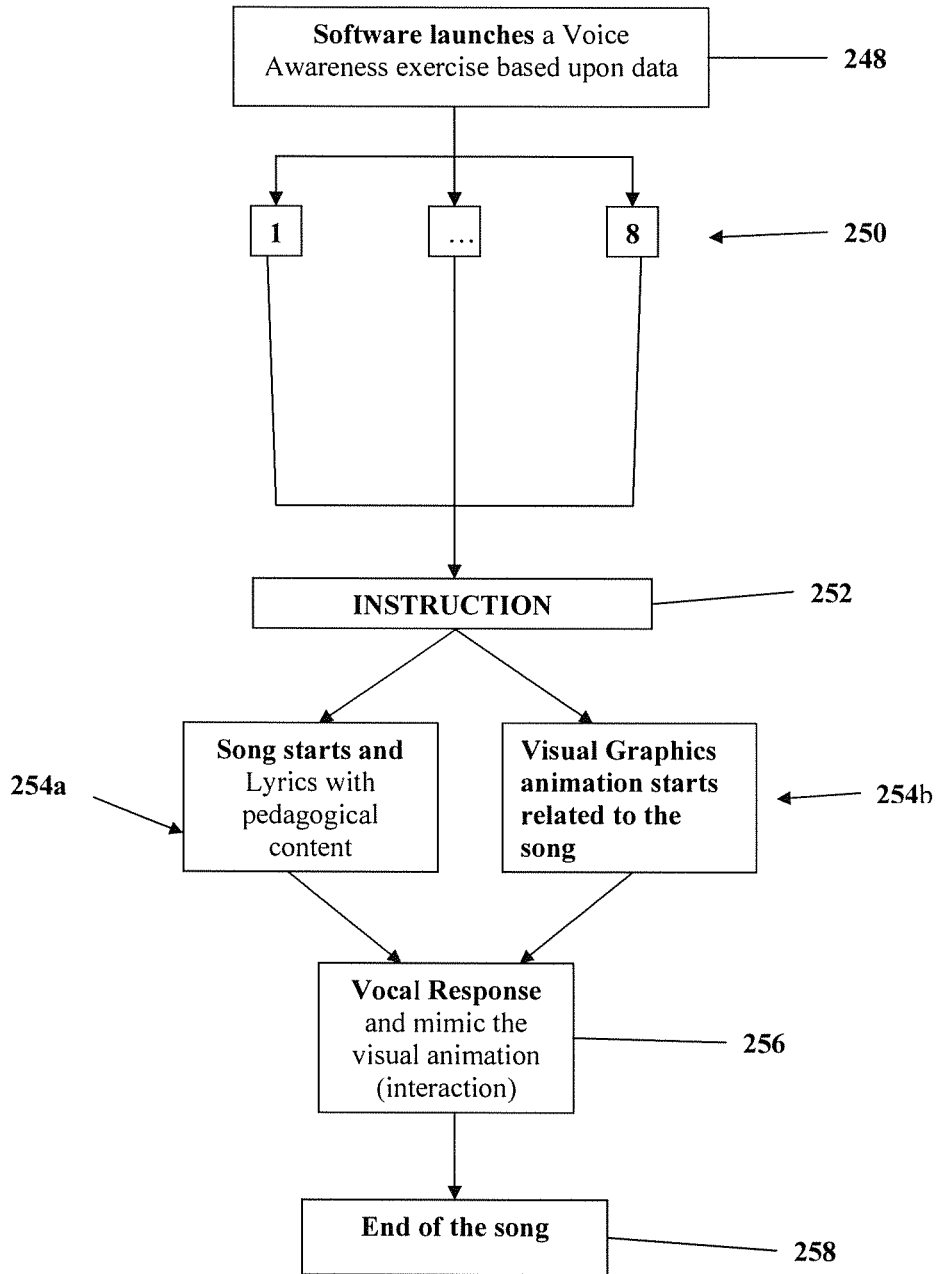 Software launches a Voice
Awareness exercise based upon data
248
1
...
8
250
INSTRUCTION
252
254a
Song starts and
Lyrics with
pedagogical
content
Visual Graphics
animation starts
related to the
song
254b
Vocal Response
and mimic the
visual animation
(interaction)
256
End of the song
258